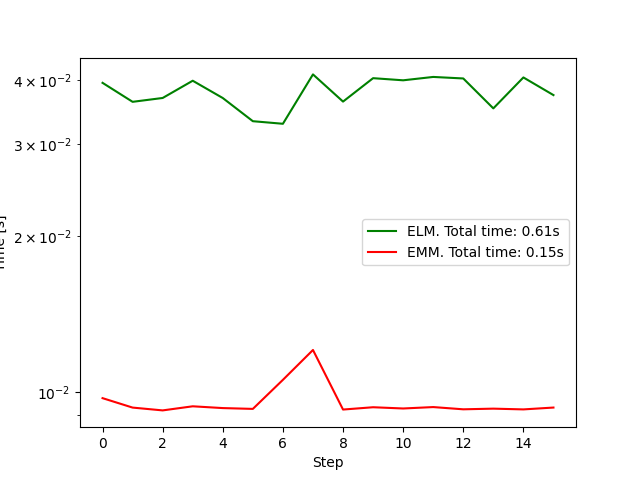 4 × 10⁻²
3 × 10⁻²
2 × 10⁻²
10⁻²
ELM. Total time: 0.61s
EMM. Total time: 0.15s
0 2 4 6 8 10 12 14
Step